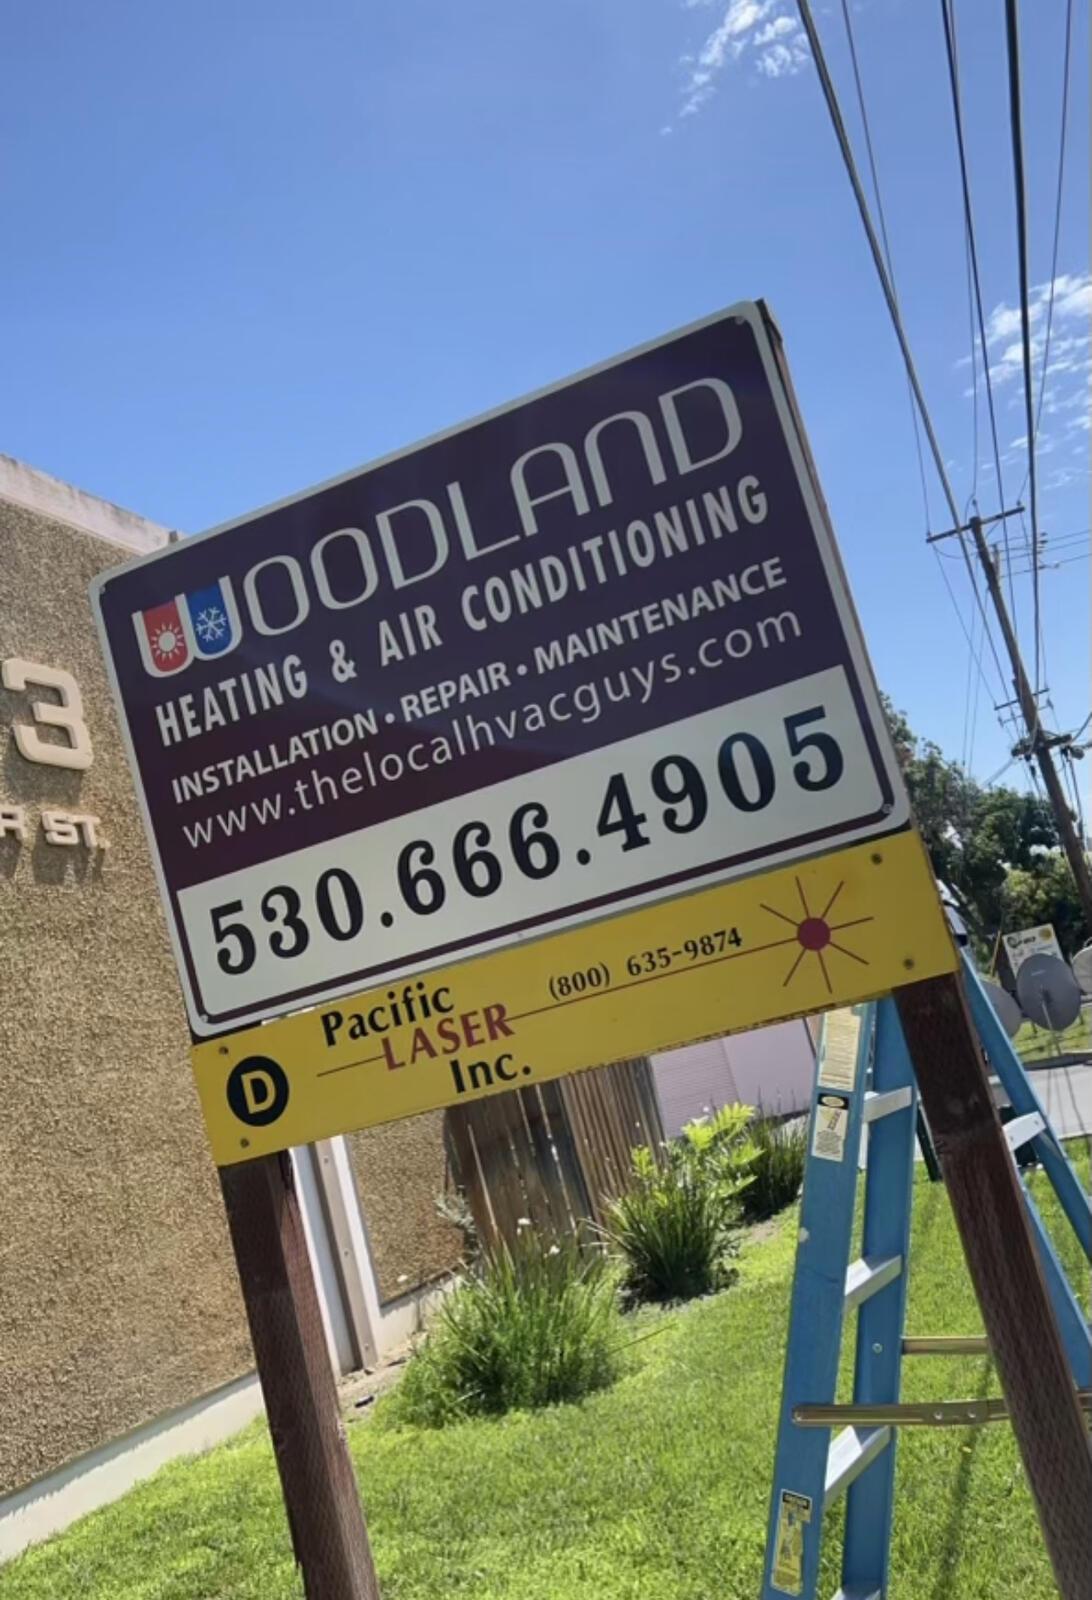 WOODLAND
HEATING & AIR CONDITIONING
INSTALLATION • REPAIR • MAINTENANCE
www.thelocalhvacguys.com
530.666.4905
D
Pacific
LASER
Inc.
(800) 635-9874
3
R ST.